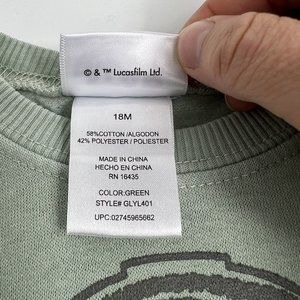 © & ™ Lucasfilm Ltd.
18M
58%COTTON /ALGODON
42% POLYESTER / POLIESTER
MADE IN CHINA
HECHO EN CHINA
RN 16435
COLOR:GREEN
STYLE# GLYL401
UPC:02745965662